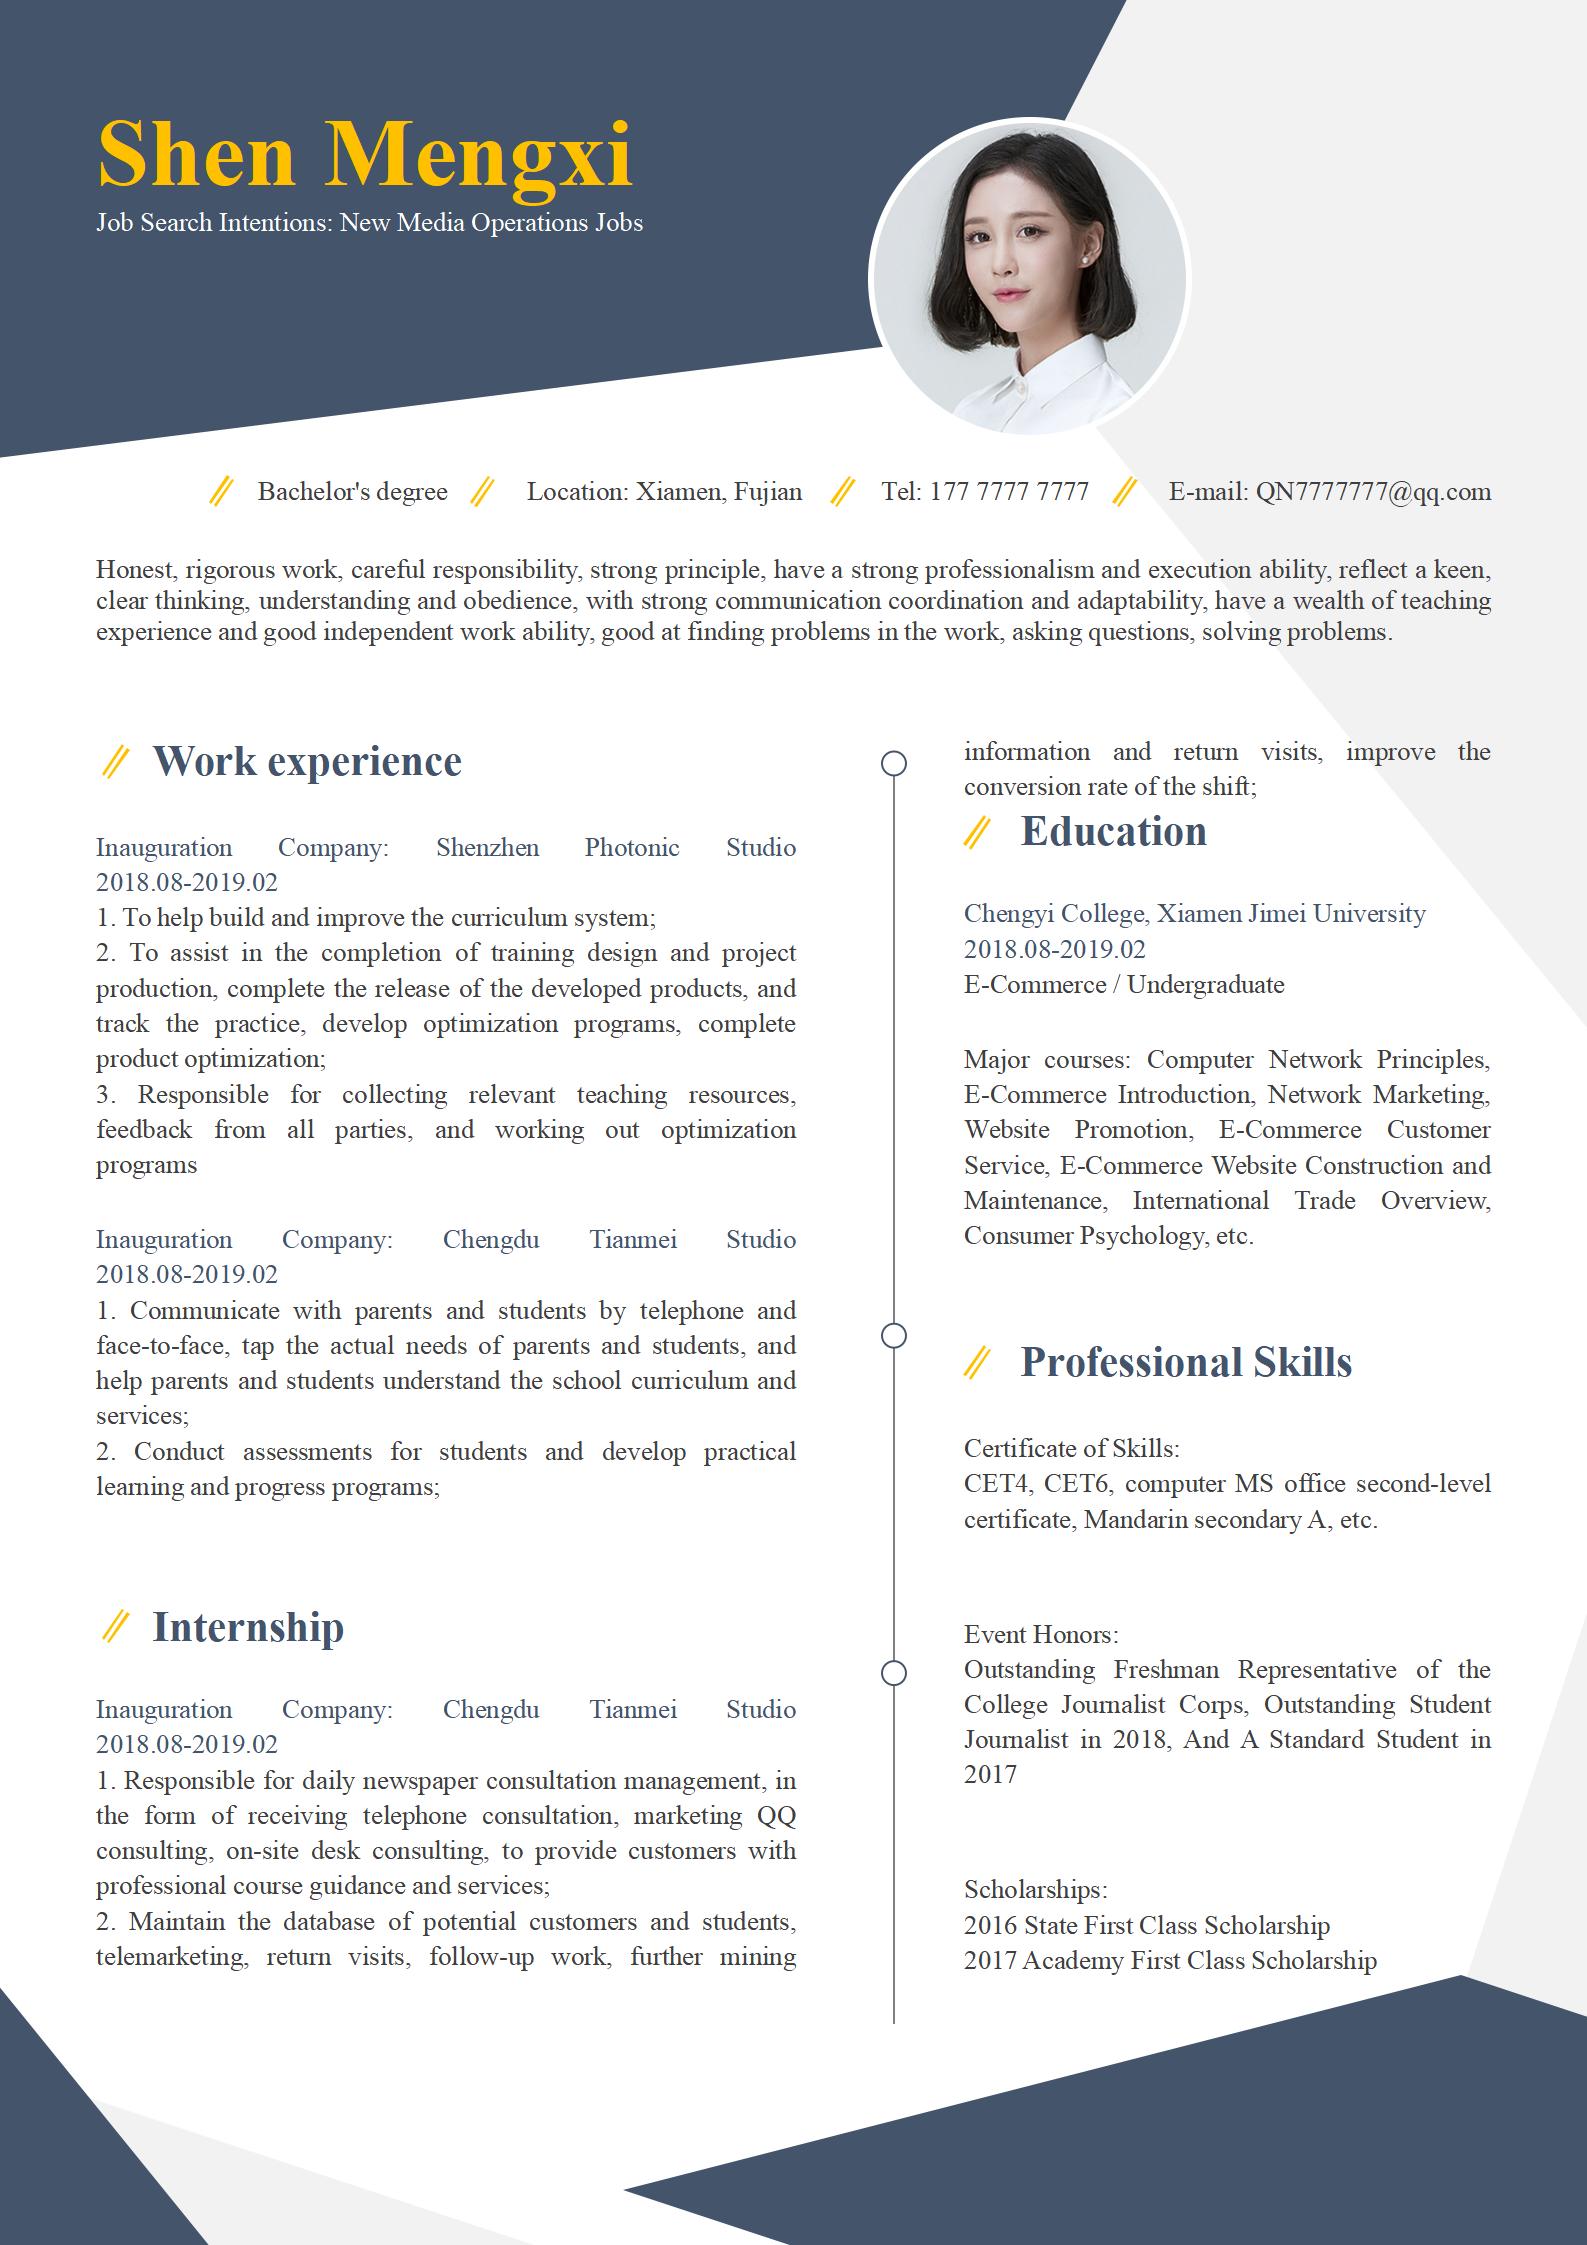 Shen Mengxi
Job Search Intentions: New Media Operations Jobs
Bachelor's degree
Location: Xiamen, Fujian
Tel: 177 7777 7777
E-mail: QN7777777@qq.com
Honest, rigorous work, careful responsibility, strong principle, have a strong professionalism and execution ability, reflect a keen,
clear thinking, understanding and obedience, with strong communication coordination and adaptability, have a wealth of teaching
experience and good independent work ability, good at finding problems in the work, asking questions, solving problems.
Work experience
Inauguration Company: Shenzhen Photonic Studio
2018.08-2019.02
1. To help build and improve the curriculum system;
2. To assist in the completion of training design and project
production, complete the release of the developed products, and
track the practice, develop optimization programs, complete
product optimization;
3. Responsible for collecting relevant teaching resources,
feedback from all parties, and working out optimization
programs
Inauguration Company: Chengdu Tianmei Studio
2018.08-2019.02
1. Communicate with parents and students by telephone and
face-to-face, tap the actual needs of parents and students, and
help parents and students understand the school curriculum and
services;
2. Conduct assessments for students and develop practical
learning and progress programs;
Internship
Inauguration Company: Chengdu Tianmei Studio
2018.08-2019.02
1. Responsible for daily newspaper consultation management, in
the form of receiving telephone consultation, marketing QQ
consulting, on-site desk consulting, to provide customers with
professional course guidance and services;
2. Maintain the database of potential customers and students,
telemarketing, return visits, follow-up work, further mining
information and return visits, improve the
conversion rate of the shift;
Education
Chengyi College, Xiamen Jimei University
2018.08-2019.02
E-Commerce / Undergraduate
Major courses: Computer Network Principles,
E-Commerce Introduction, Network Marketing,
Website Promotion, E-Commerce Customer
Service, E-Commerce Website Construction and
Maintenance, International Trade Overview,
Consumer Psychology, etc.
Professional Skills
Certificate of Skills:
CET4, CET6, computer MS office second-level
certificate, Mandarin secondary A, etc.
Event Honors:
Outstanding Freshman Representative of the
College Journalist Corps, Outstanding Student
Journalist in 2018, And A Standard Student in
2017
Scholarships:
2016 State First Class Scholarship
2017 Academy First Class Scholarship